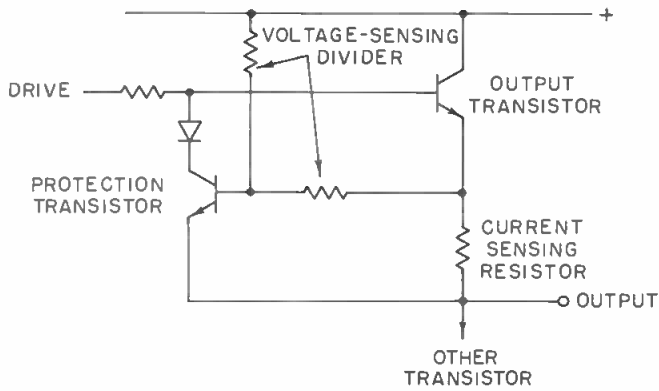 +
VOLTAGE-SENSING
DIVIDER
DRIVE
OUTPUT
TRANSISTOR
PROTECTION
TRANSISTOR
CURRENT
SENSING
RESISTOR
OUTPUT
OTHER
TRANSISTOR